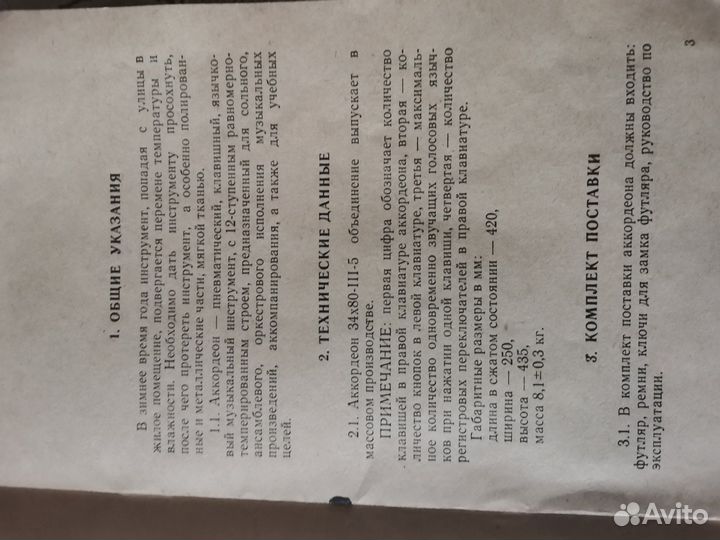 1. ОБЩИЕ УКАЗАНИЯ
В зимнее время года инструмент, попадая с улицы в
жилое помещение, подвергается перемене температуры и
влажности. Необходимо дать инструменту просохнуть,
после чего протереть инструмент, а особенно полирован-
ные и металлические части, мягкой тканью.
1.1. Аккордеон — пневматический, клавишный, язычко-
вый музыкальный инструмент, с 12-ступенным равномерно-
темперированным строем, предназначенный для сольного,
ансамблевого, оркестрового исполнения музыкальных
произведений, аккомпанирования, а также для учебных
целей.
2. ТЕХНИЧЕСКИЕ ДАННЫЕ
2.1. Аккордеон 34х80-III-5 объединение выпускает в
массовом производстве.
ПРИМЕЧАНИЕ: первая цифра обозначает количество
клавишей в правой клавиатуре аккордеона, вторая — ко-
личество кнопок в левой клавиатуре, третья — максималь-
ное количество одновременно звучащих голосовых языч-
ков при нажатии одной клавиши, четвертая — количество
регистровых переключателей в правой клавиатуре.
Габаритные размеры в мм:
длина в сжатом состоянии — 420,
ширина — 250,
высота — 435,
масса 8,1±0,3 кг.
3. КОМПЛЕКТ ПОСТАВКИ
3.1. В комплект поставки аккордеона должны входить:
футляр, ремни, ключи для замка футляра, руководство по
эксплуатации.
3
Avito